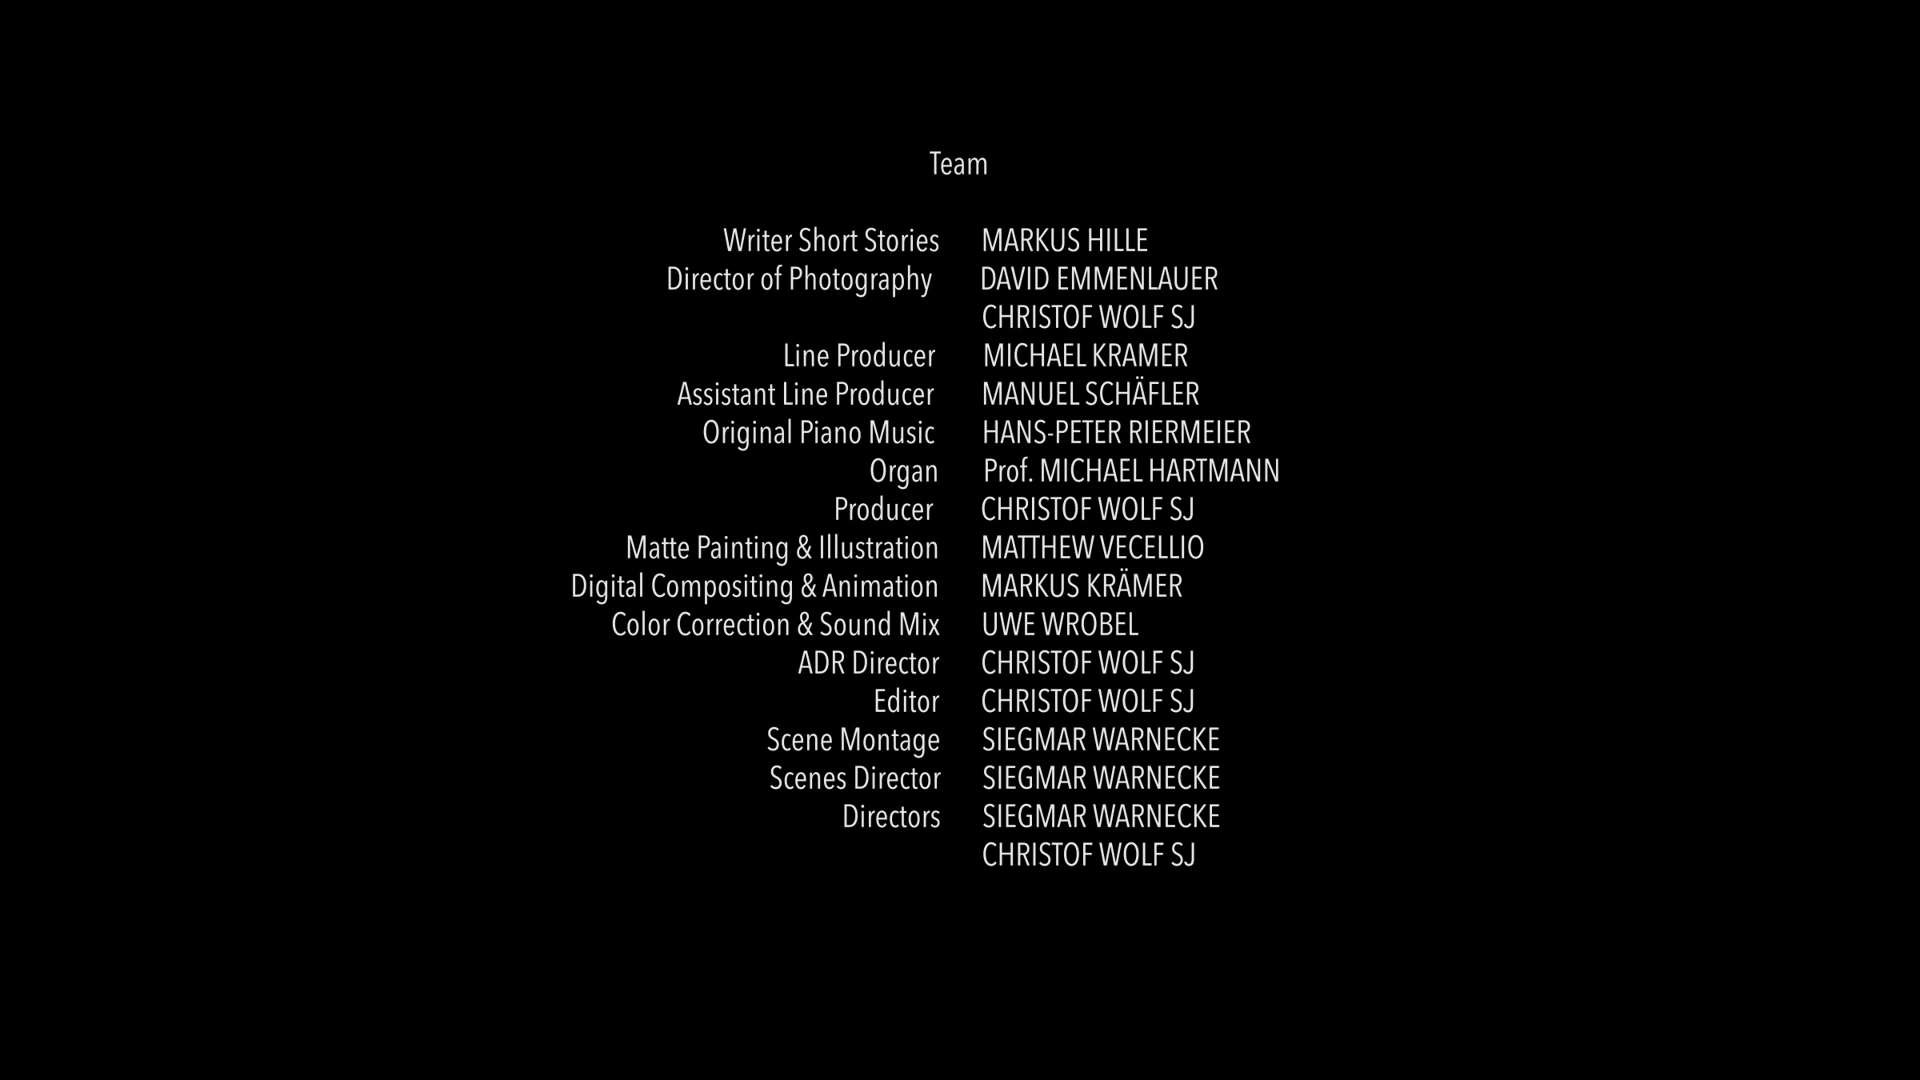 Team
Writer Short Stories MARKUS HILLE
Director of Photography DAVID EMMENLAUER
CHRISTOF WOLF SJ
Line Producer MICHAEL KRAMER
Assistant Line Producer MANUEL SCHÄFLER
Original Piano Music HANS-PETER RIERMEIER
Organ Prof. MICHAEL HARTMANN
Producer CHRISTOF WOLF SJ
Matte Painting & Illustration MATTHEW VECELLIO
Digital Compositing & Animation MARKUS KRÄMER
Color Correction & Sound Mix UWE WROBEL
ADR Director CHRISTOF WOLF SJ
Editor CHRISTOF WOLF SJ
Scene Montage SIEGMAR WARNECKE
Scenes Director SIEGMAR WARNECKE
Directors SIEGMAR WARNECKE
CHRISTOF WOLF SJ